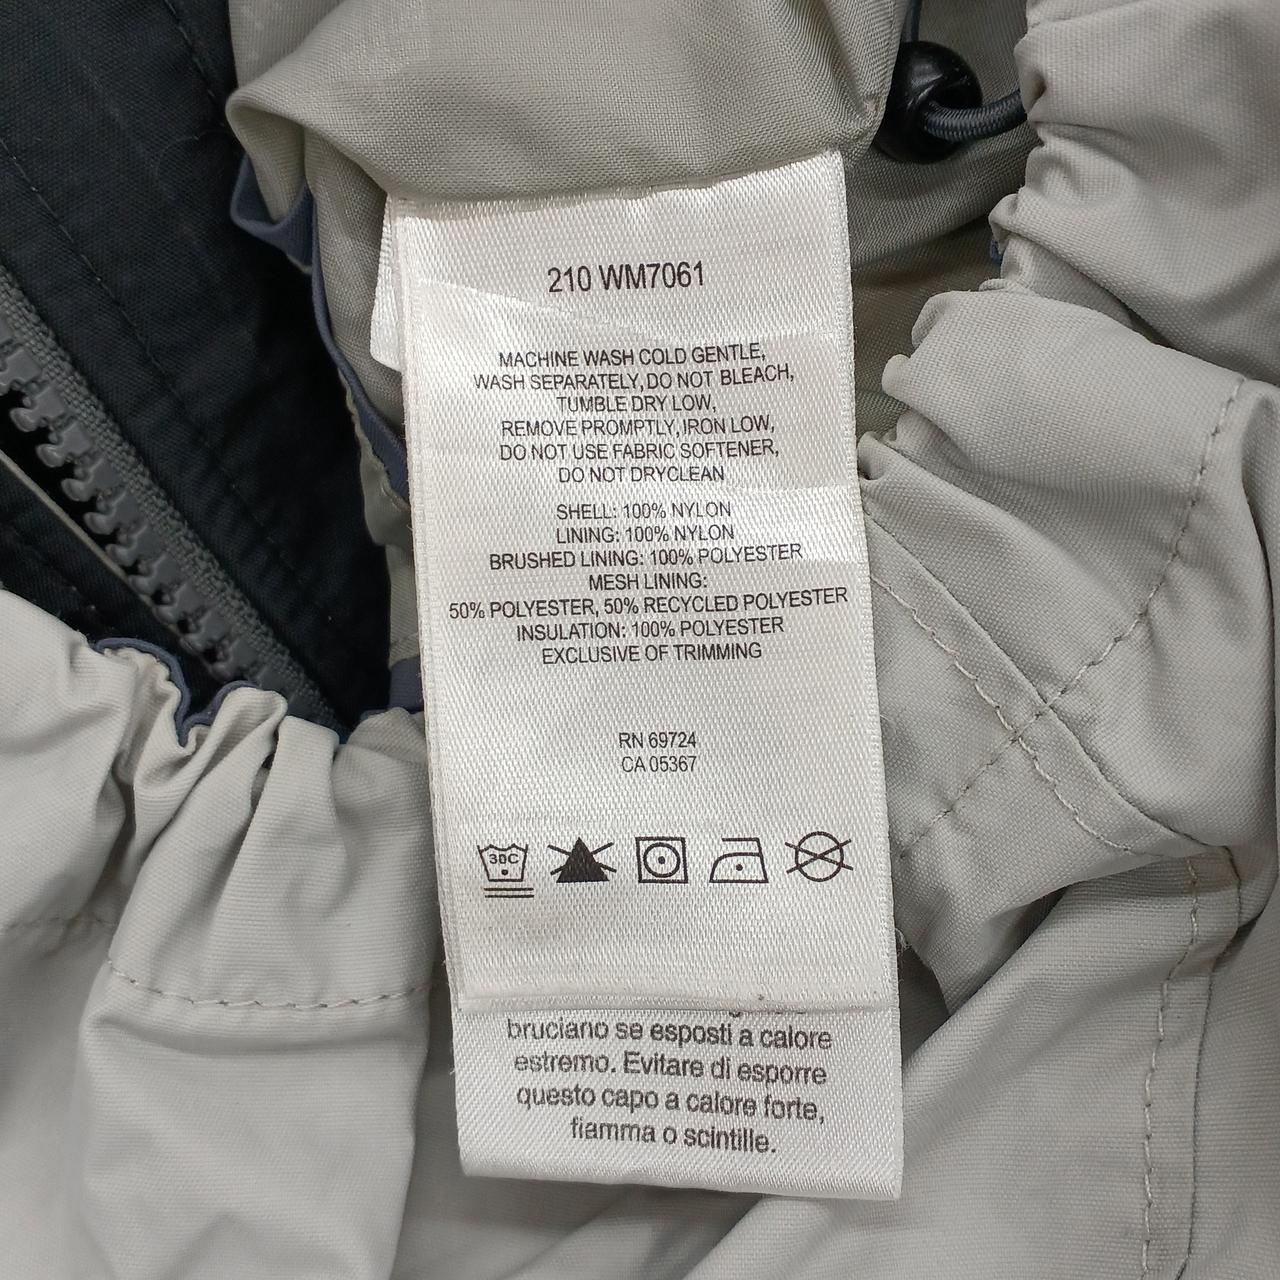 210 WM7061
MACHINE WASH COLD GENTLE,
WASH SEPARATELY, DO NOT BLEACH,
TUMBLE DRY LOW,
REMOVE PROMPTLY, IRON LOW,
DO NOT USE FABRIC SOFTENER,
DO NOT DRYCLEAN
SHELL: 100% NYLON
LINING: 100% NYLON
BRUSHED LINING: 100% POLYESTER
MESH LINING:
50% POLYESTER, 50% RECYCLED POLYESTER
INSULATION: 100% POLYESTER
EXCLUSIVE OF TRIMMING
RN 69724
CA 05367
30C
bruciano se esposti a calore
estremo. Evitare di esporre
questo capo a calore forte,
fiamma o scintille.